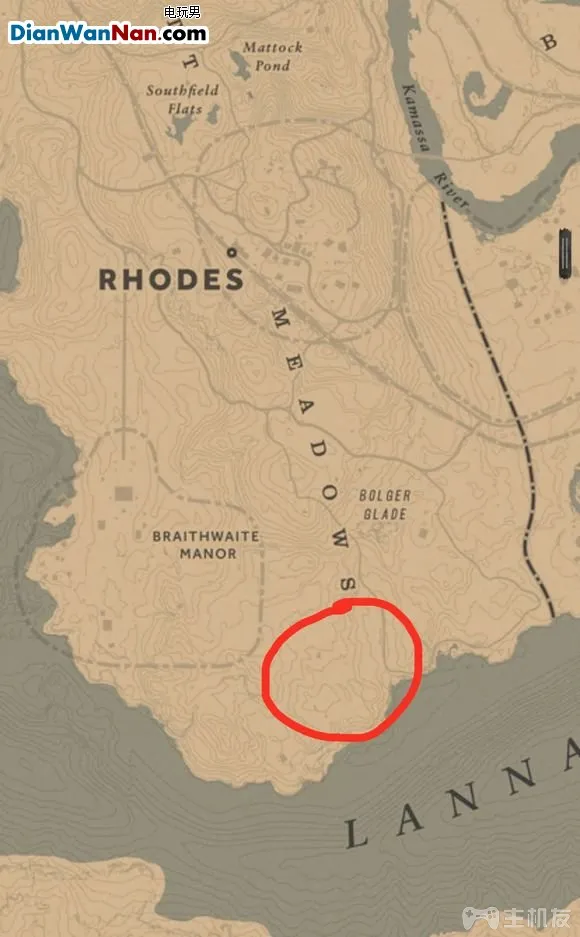 电玩男
DianWanNan.com
TT
Mattock
Pond
Southfield
Flats
B
Kamassa
River
RHODES
MEADOWS
BOLGER
GLADE
BRAITHWAITE
MANOR
LANNA
主机友